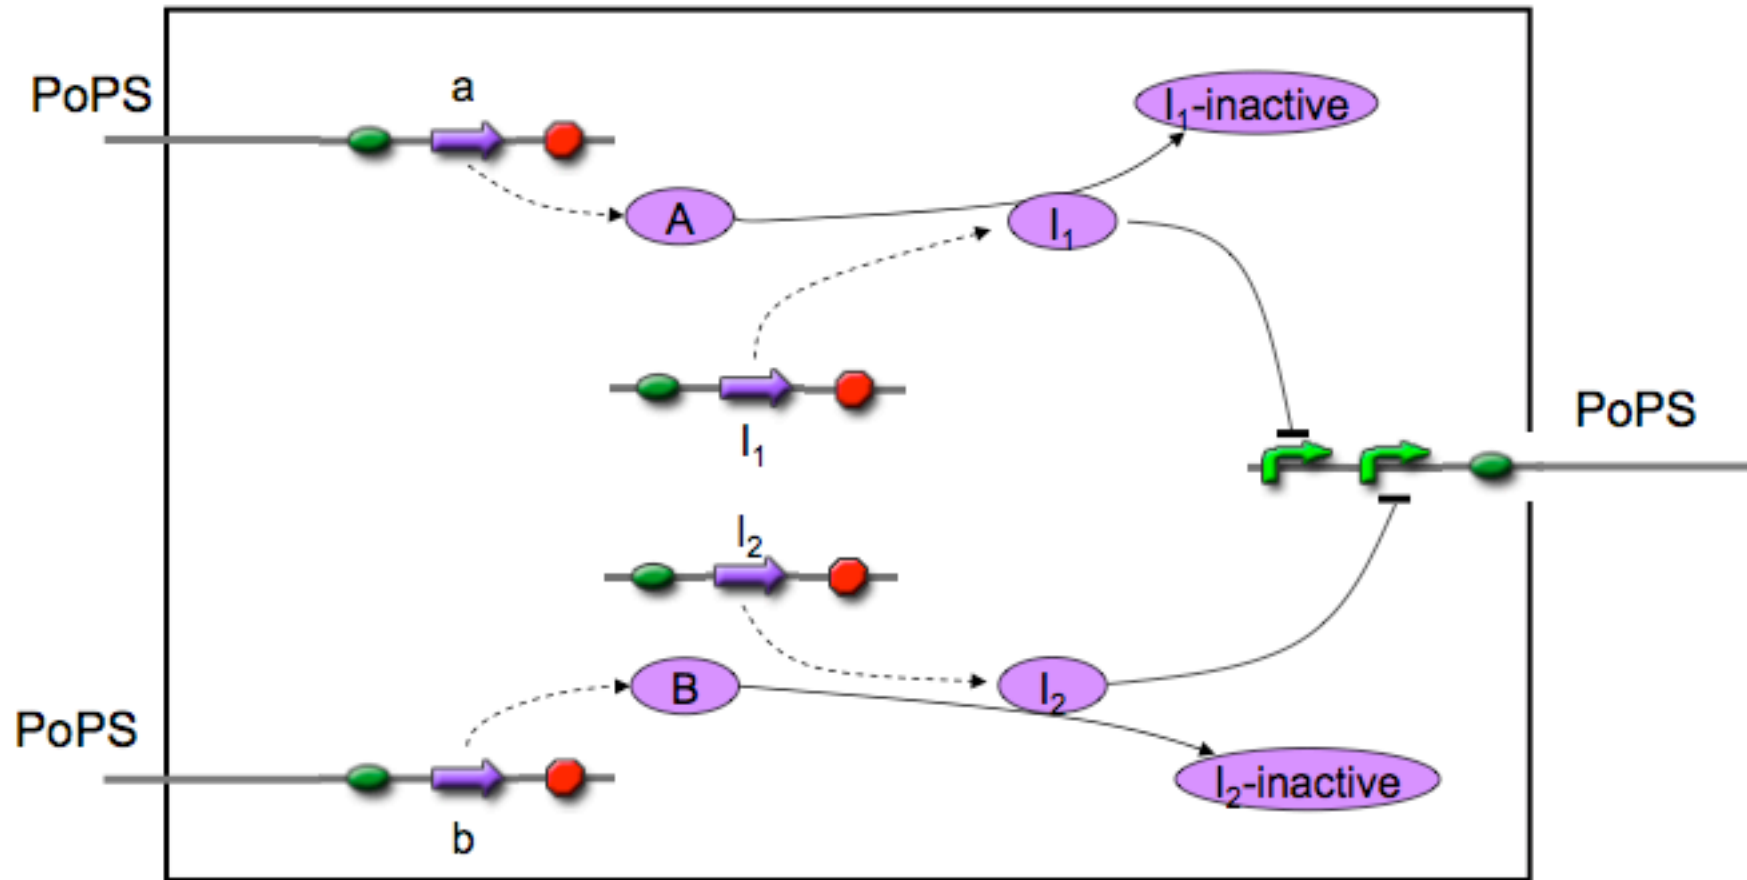 PoPS
a
I₁-inactive
A
I₁
I₁
PoPS
I₂
B
I₂
PoPS
I₂-inactive
b